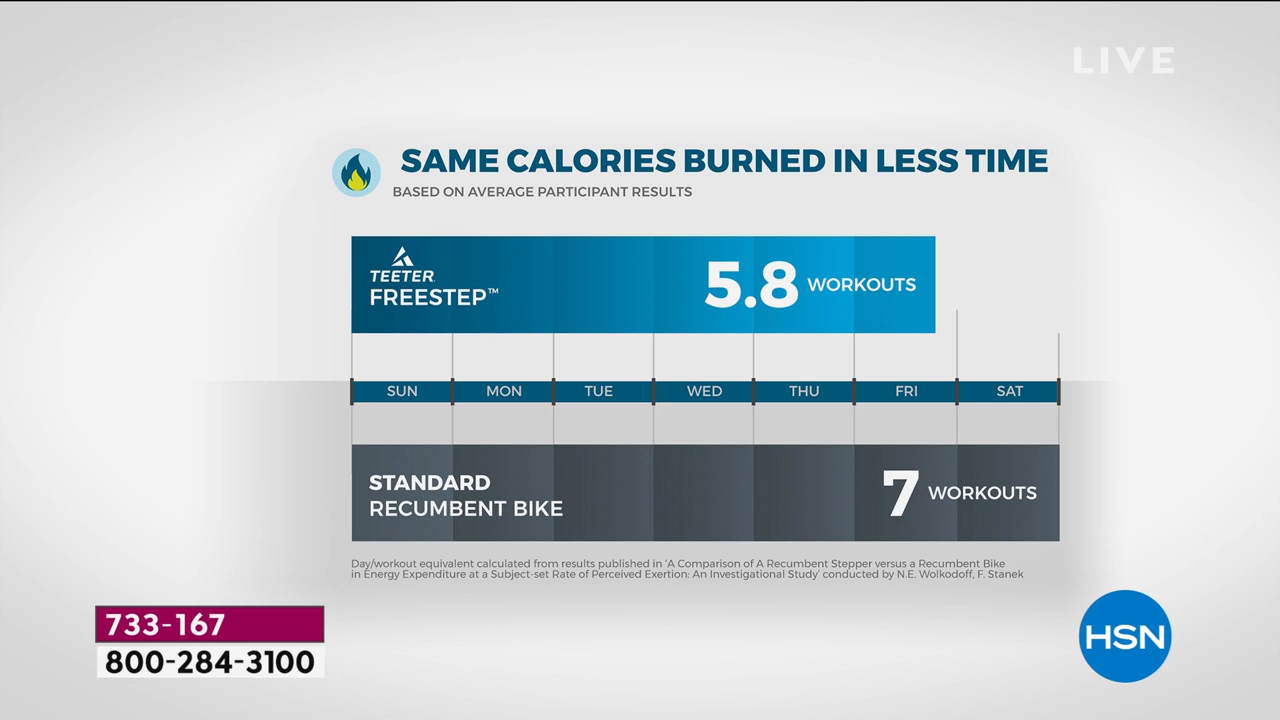 LIVE
SAME CALORIES BURNED IN LESS TIME
BASED ON AVERAGE PARTICIPANT RESULTS
TEETER
FREESTEP™
5.8 WORKOUTS
SUN MON TUE WED THU FRI SAT
STANDARD
RECUMBENT BIKE
7 WORKOUTS
Day/workout equivalent calculated from results published in 'A Comparison of A Recumbent Stepper versus a Recumbent Bike
in Energy Expenditure at a Subject-set Rate of Perceived Exertion: An Investigational Study' conducted by N.E. Wolkodoff, F. Stanek
733-167
800-284-3100
HSN